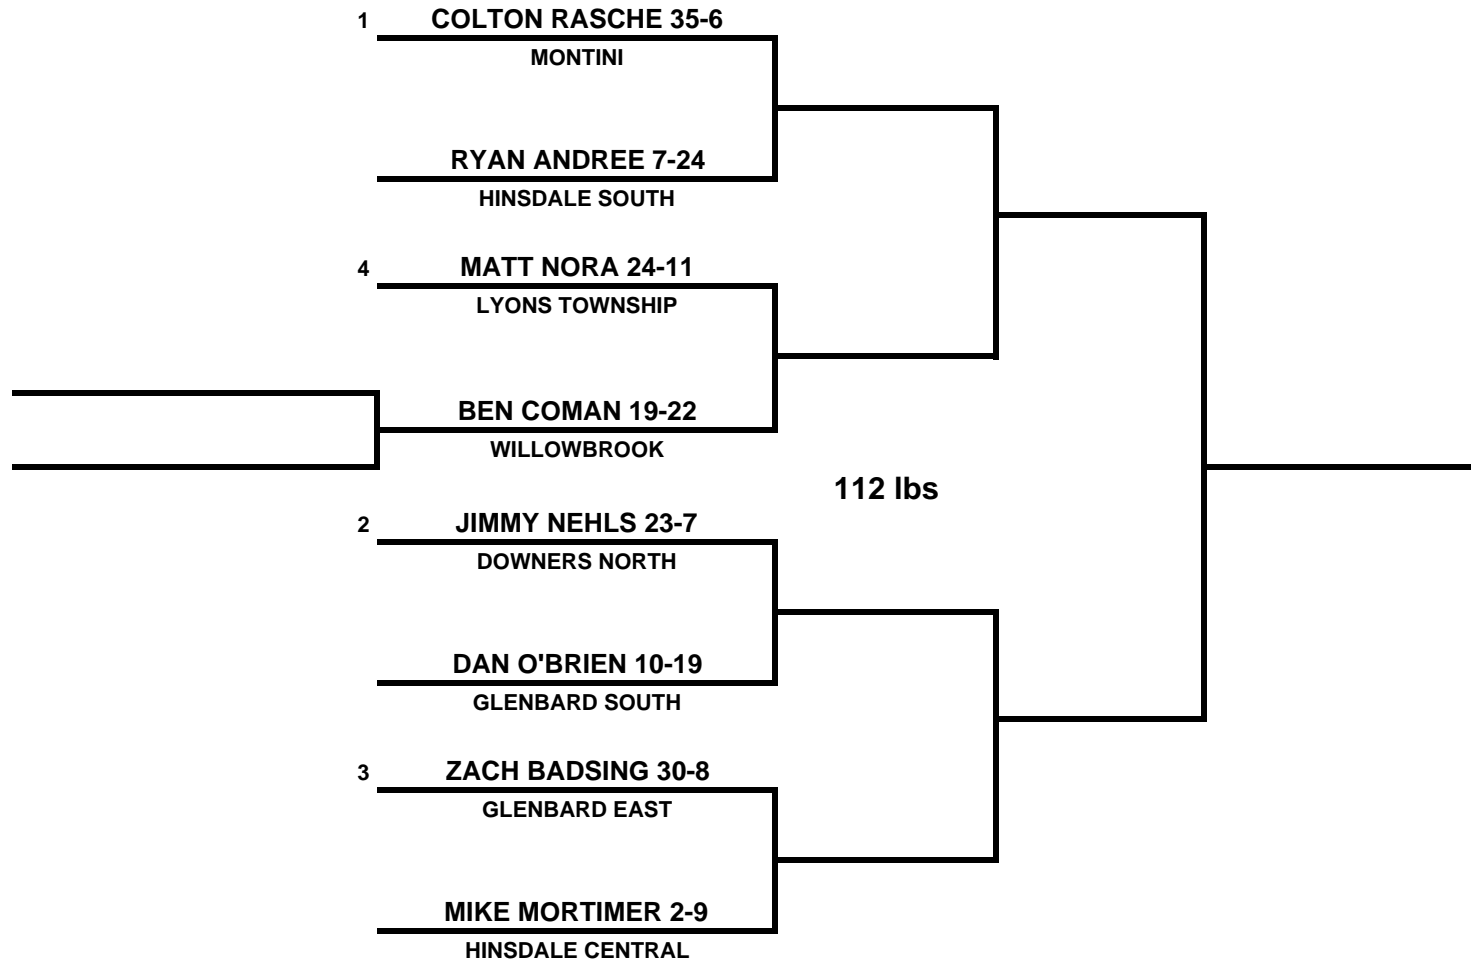 1 COLTON RASCHE 35-6
MONTINI
RYAN ANDREE 7-24
HINSDALE SOUTH
4 MATT NORA 24-11
LYONS TOWNSHIP
BEN COMAN 19-22
WILLOWBROOK
112 lbs
2 JIMMY NEHLS 23-7
DOWNERS NORTH
DAN O'BRIEN 10-19
GLENBARD SOUTH
3 ZACH BADSING 30-8
GLENBARD EAST
MIKE MORTIMER 2-9
HINSDALE CENTRAL